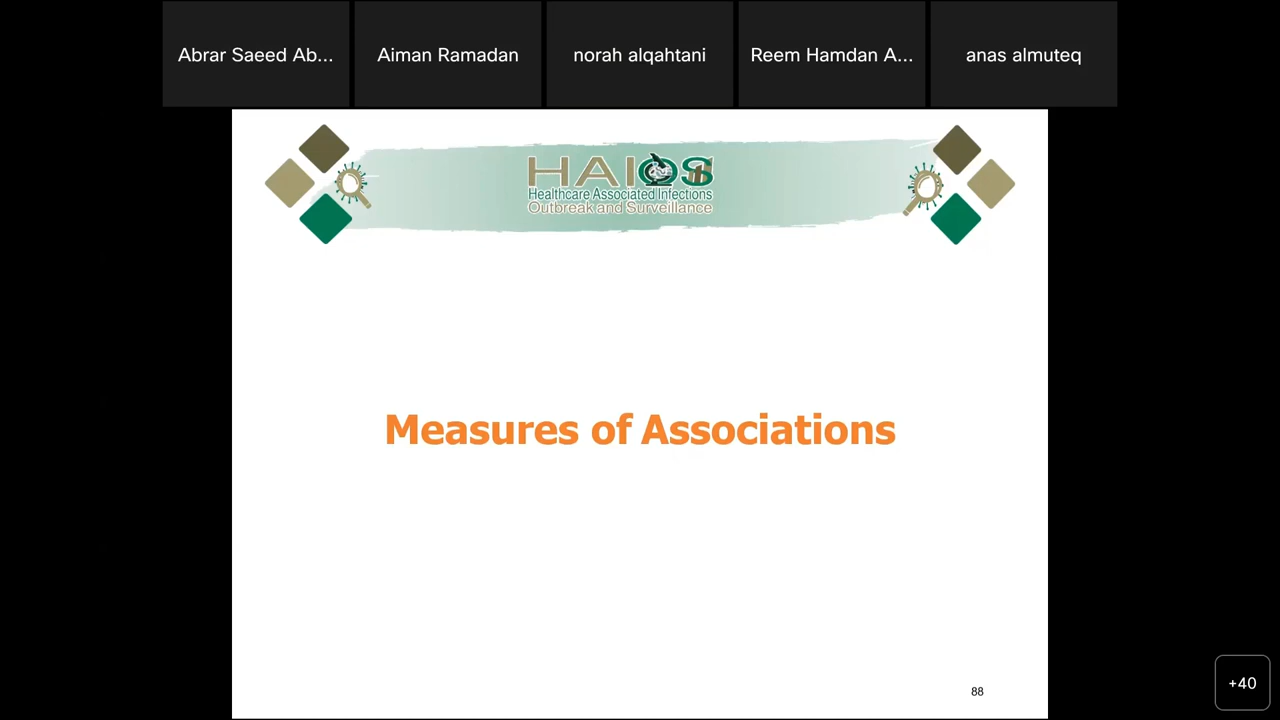 Abrar Saeed Ab...
Aiman Ramadan
norah alqahtani
Reem Hamdan A...
anas almuteq
HAIOS
Healthcare Associated Infections
Outbreak and Surveillance
Measures of Associations
88
+40